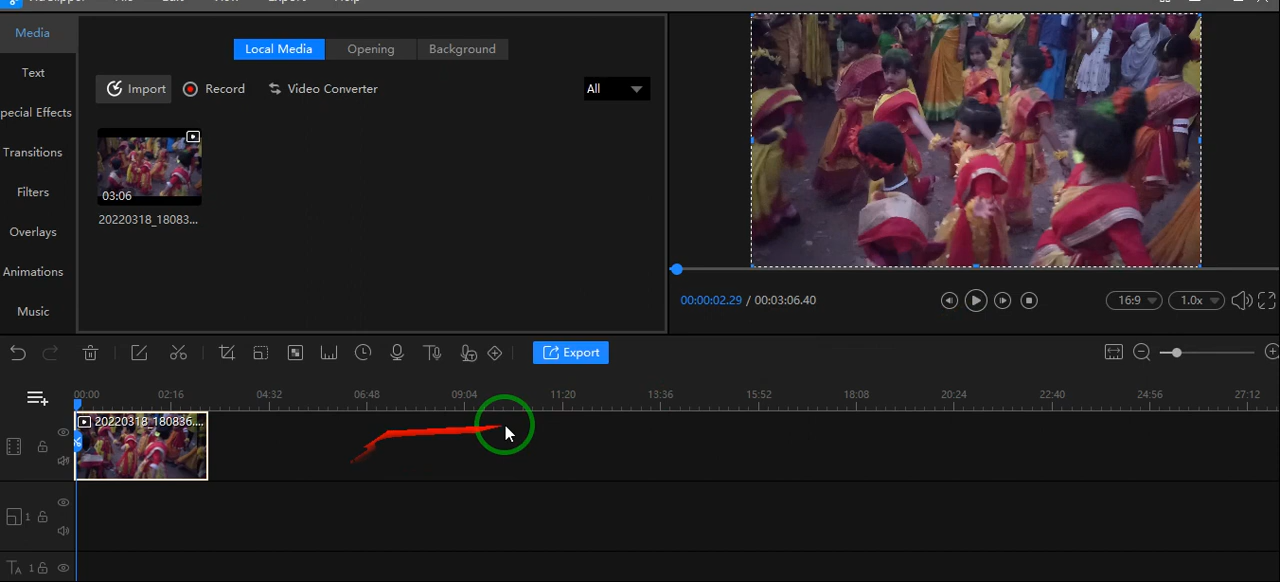 Media
Text
pecial Effects
Transitions
Filters
Overlays
Animations
Music
Local Media
Opening
Background
Import
Record
Video Converter
All
03:06
20220318_18083...
00:00:02.29 / 00:03:06.40
16:9
1.0x
Export
00:00
02:16
04:32
06:48
09:04
11:20
13:36
15:52
18:08
20:24
22:40
24:56
27:12
20220318_180836....
1
TA 1